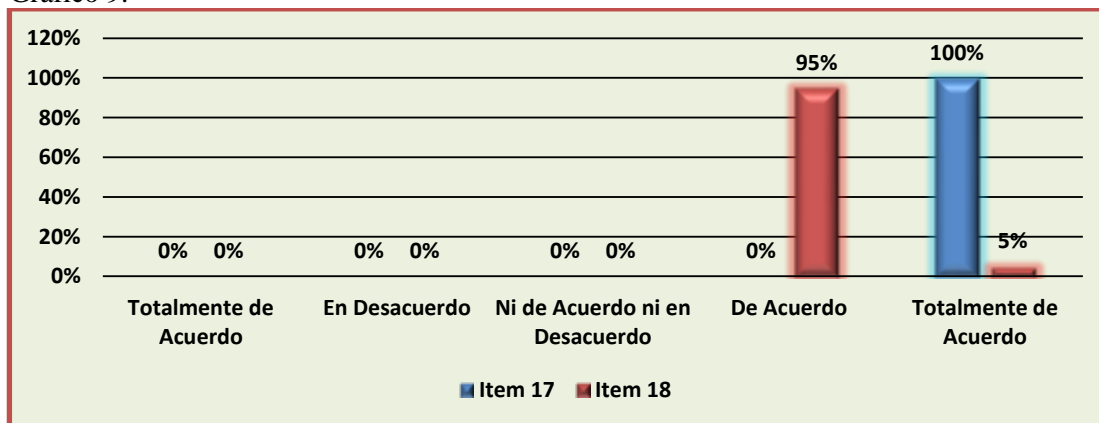 Gráfico 9.
120%
100%
80%
60%
40%
20%
0%
0% 0%
0% 0%
0% 0%
0%
95%
100%
5%
Totalmente de
Acuerdo
En Desacuerdo
Ni de Acuerdo ni en
Desacuerdo
De Acuerdo
Totalmente de
Acuerdo
Item 17 Item 18